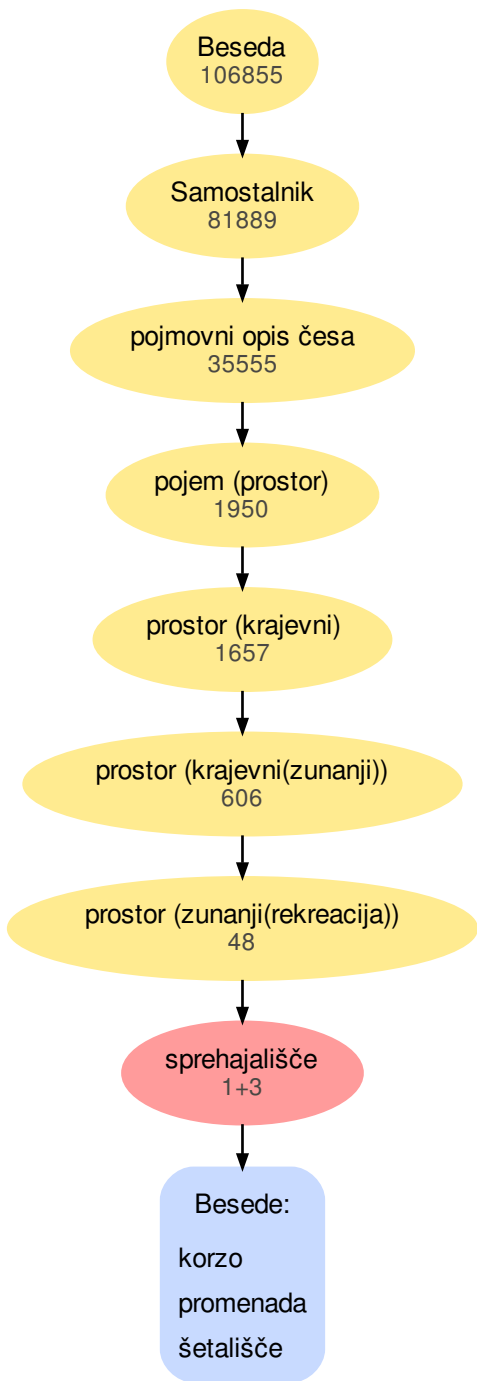 Beseda
106855
Samostalnik
81889
pojmovni opis česa
35555
pojem (prostor)
1950
prostor (krajevni)
1657
prostor (krajevni(zunanji))
606
prostor (zunanji(rekreacija))
48
sprehajališče
1+3
Besede:
korzo
promenada
šetališče